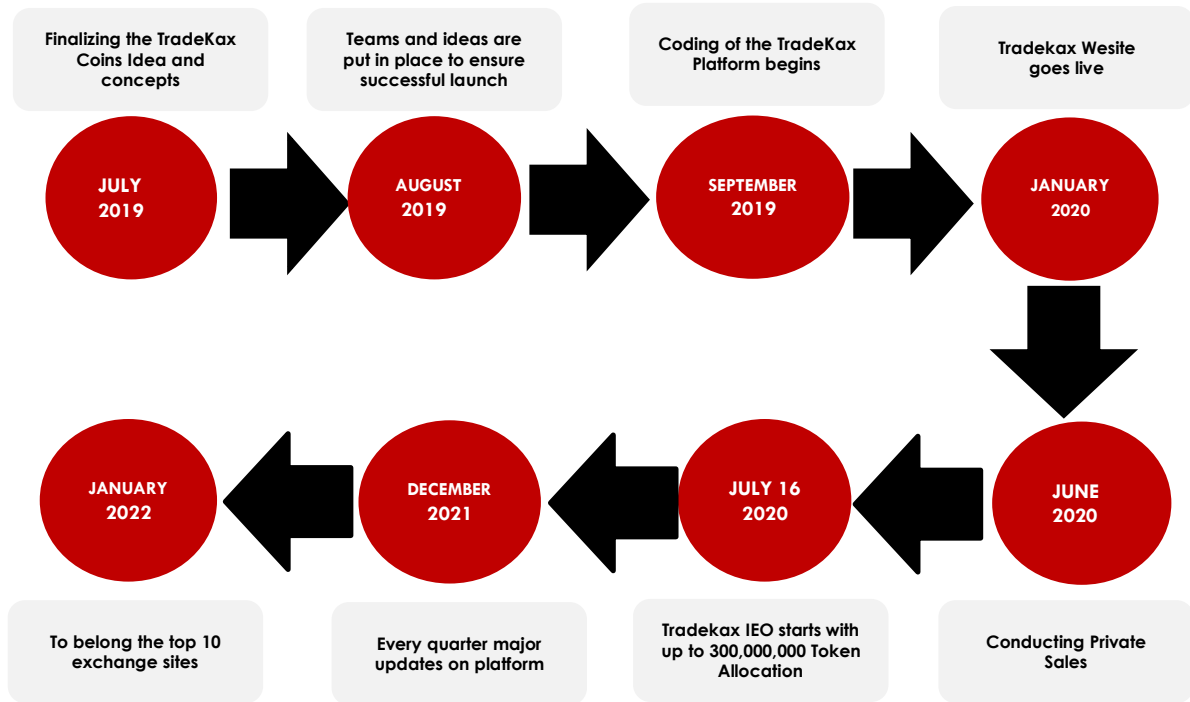 Finalizing the TradeKax
Coins Idea and
concepts
Teams and ideas are
put in place to ensure
successful launch
Coding of the TradeKax
Platform begins
Tradekax Wesite
goes live
JULY
2019
AUGUST
2019
SEPTEMBER
2019
JANUARY
2020
JUNE
2020
JULY 16
2020
DECEMBER
2021
JANUARY
2022
Conducting Private
Sales
Tradekax IEO starts with
up to 300,000,000 Token
Allocation
Every quarter major
updates on platform
To belong the top 10
exchange sites